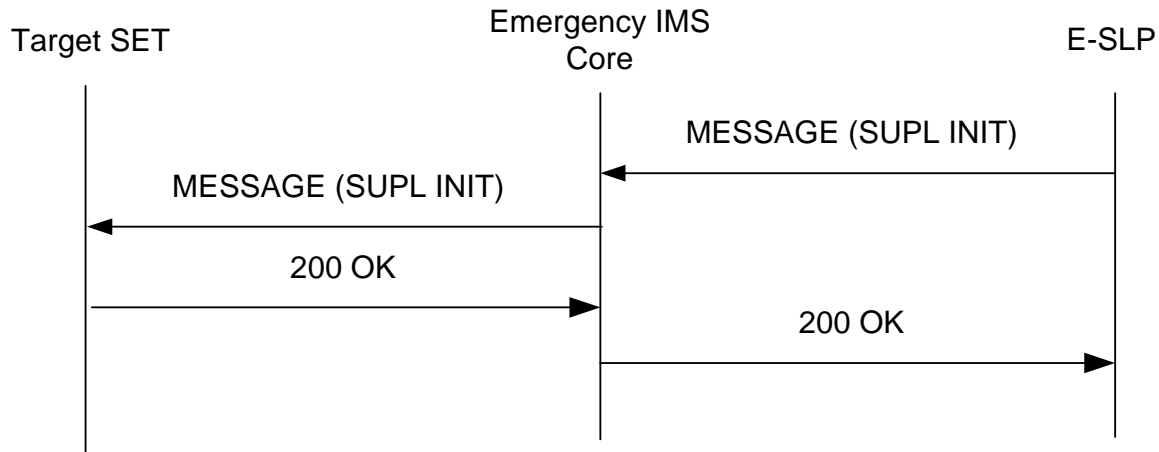 Target SET
Emergency IMS
Core
E-SLP
MESSAGE (SUPL INIT)
MESSAGE (SUPL INIT)
200 OK
200 OK